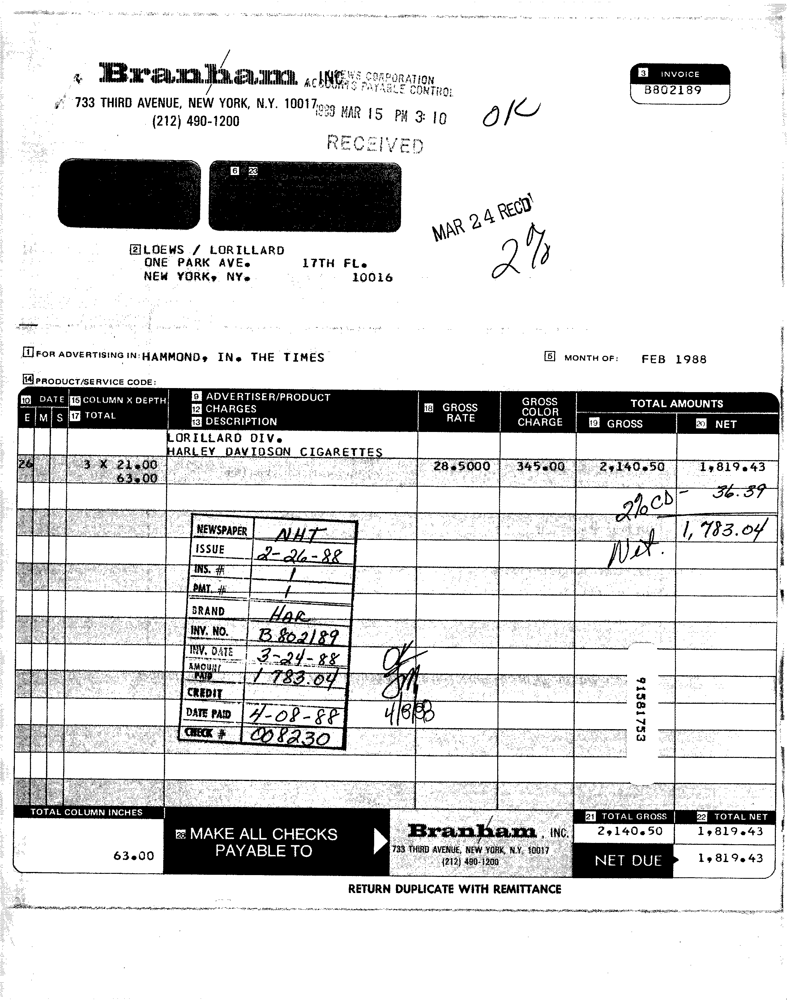 Branham INC.
NEWS CORPORATION
ACCOUNTS PAYABLE CONTROL
733 THIRD AVENUE, NEW YORK, N.Y. 10017
(212) 490-1200
MAR 15 PM 3:10
RECEIVED
OK
3 INVOICE
B802189
6 23
MAR 24 RECD
2%
2 LOEWS / LORILLARD
ONE PARK AVE. 17TH FL.
NEW YORK, NY. 10016
1 FOR ADVERTISING IN: HAMMOND, IN. THE TIMES
5 MONTH OF: FEB 1988
14 PRODUCT/SERVICE CODE:
10 DATE 15 COLUMN X DEPTH 9 ADVERTISER/PRODUCT 18 GROSS RATE GROSS COLOR CHARGE TOTAL AMOUNTS
E M S 17 TOTAL 12 CHARGES 13 DESCRIPTION 19 GROSS 20 NET
LORILLARD DIV.
HARLEY DAVIDSON CIGARETTES
26 3 X 21.00 28.5000 345.00 2,140.50 1,819.43
63.00
2% CD - 36.39
Net. 1,783.04
NEWSPAPER NHT
ISSUE 2-26-88
INS. # 1
PMT. # 1
BRAND HAR
INV. NO. B 802189
INV. DATE 3-24-88
AMOUNT PAID 1 783.04
CREDIT
DATE PAID 4-08-88
CHECK # 008230
OK
4/8/88
91581753
TOTAL COLUMN INCHES
63.00
MAKE ALL CHECKS
PAYABLE TO
Branham, INC.
733 THIRD AVENUE, NEW YORK, N.Y. 10017
(212) 490-1200
21 TOTAL GROSS 22 TOTAL NET
2,140.50 1,819.43
NET DUE 1,819.43
RETURN DUPLICATE WITH REMITTANCE